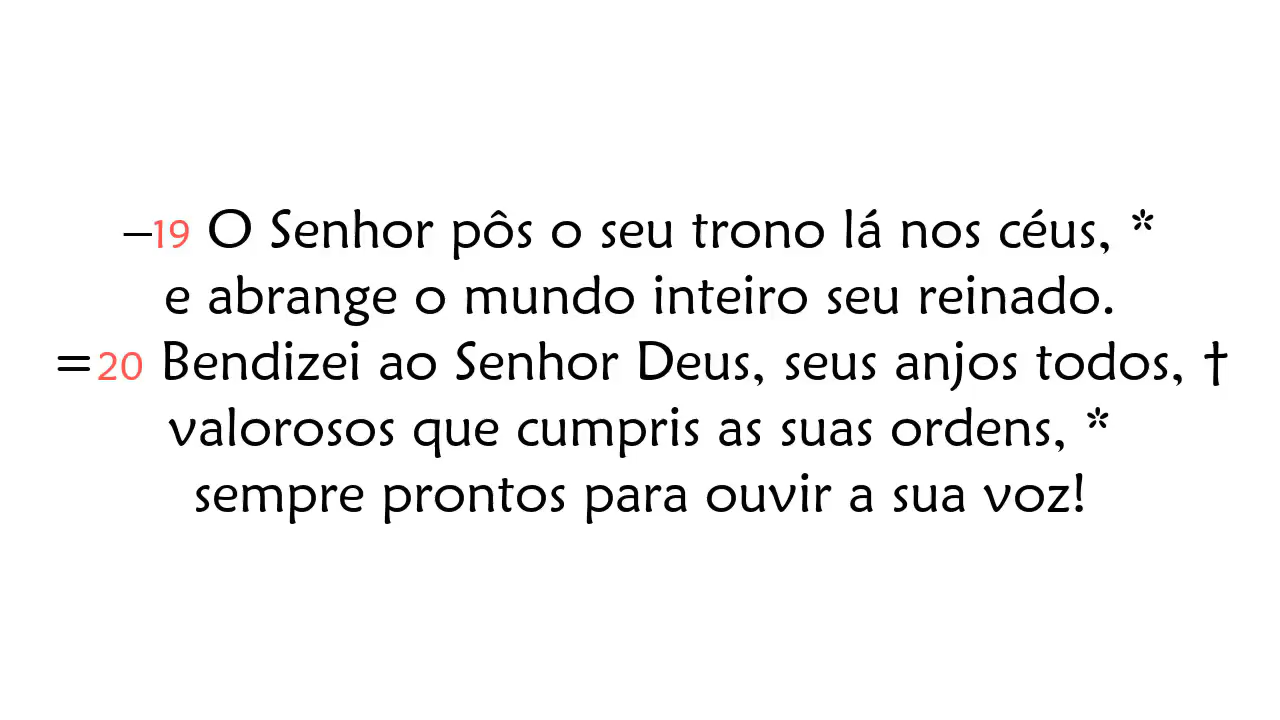 –19 O Senhor pôs o seu trono lá nos céus, *
e abrange o mundo inteiro seu reinado.
=20 Bendizei ao Senhor Deus, seus anjos todos, †
valorosos que cumpris as suas ordens, *
sempre prontos para ouvir a sua voz!